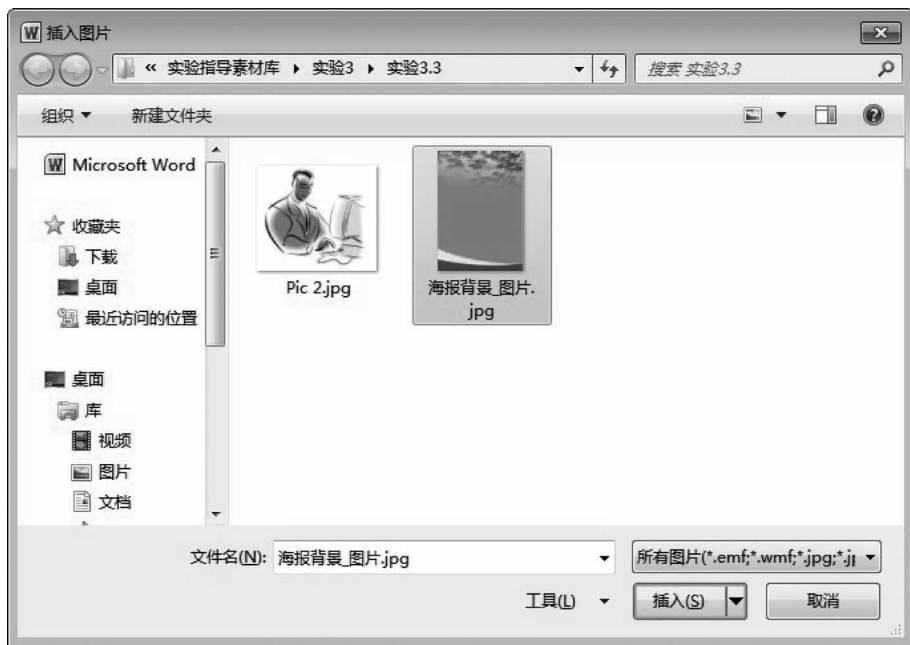 插入图片
« 实验指导素材库 ▸ 实验3 ▸ 实验3.3
搜索 实验3.3
组织 ▼ 新建文件夹
Microsoft Word
收藏夹
下载
桌面
最近访问的位置
桌面
库
视频
图片
文档
Pic 2.jpg
海报背景_图片.
jpg
文件名(N): 海报背景_图片.jpg
所有图片(*.emf;*.wmf;*.jpg;*.j
工具(L)
插入(S)
取消